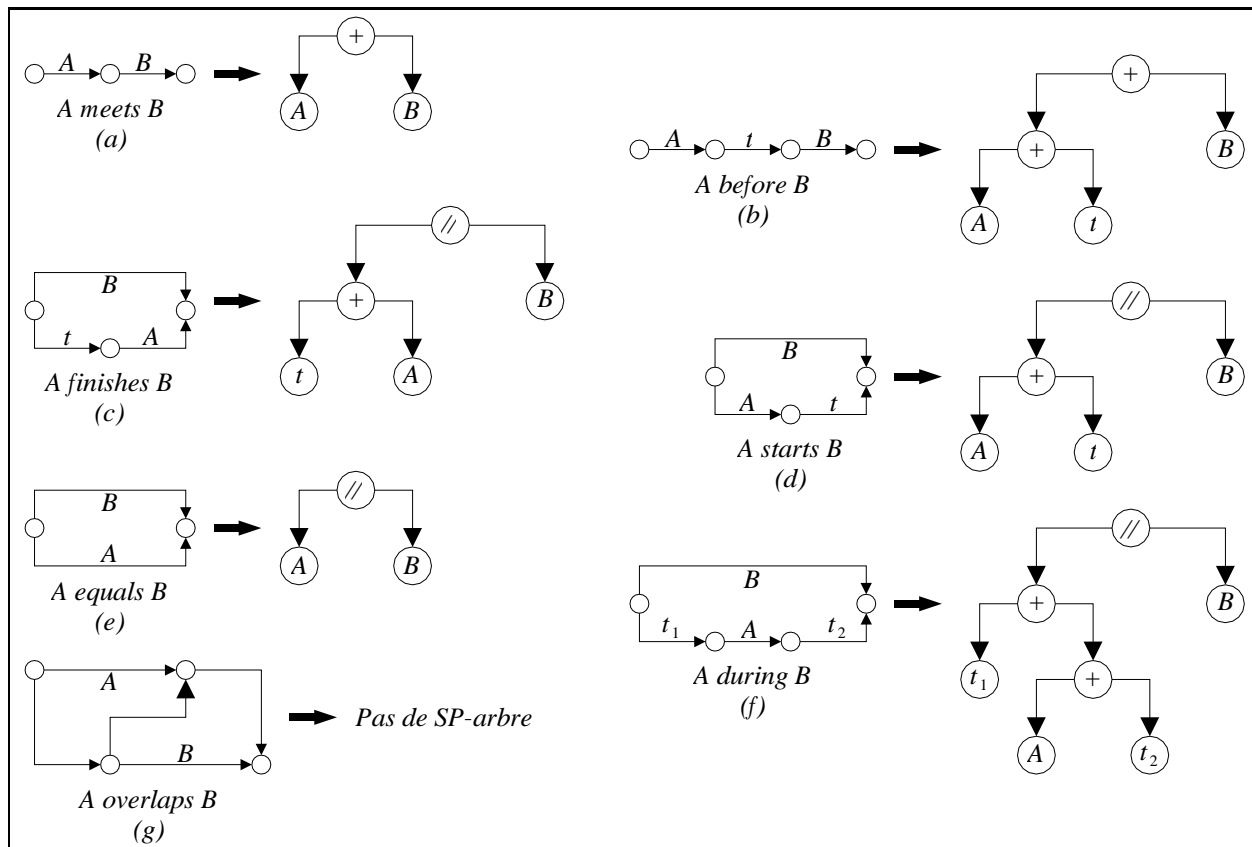 +
A B
A B
A meets B
(a)
+
+ B
A t B
A t
A before B
(b)
//
+ B
B
t A
t A
A finishes B
(c)
//
+ B
B
A t
A t
A starts B
(d)
//
B
A
A B
A equals B
(e)
//
+ B
B
t₁ A t₂
t₁ +
A t₂
A during B
(f)
A
B
Pas de SP-arbre
A overlaps B
(g)